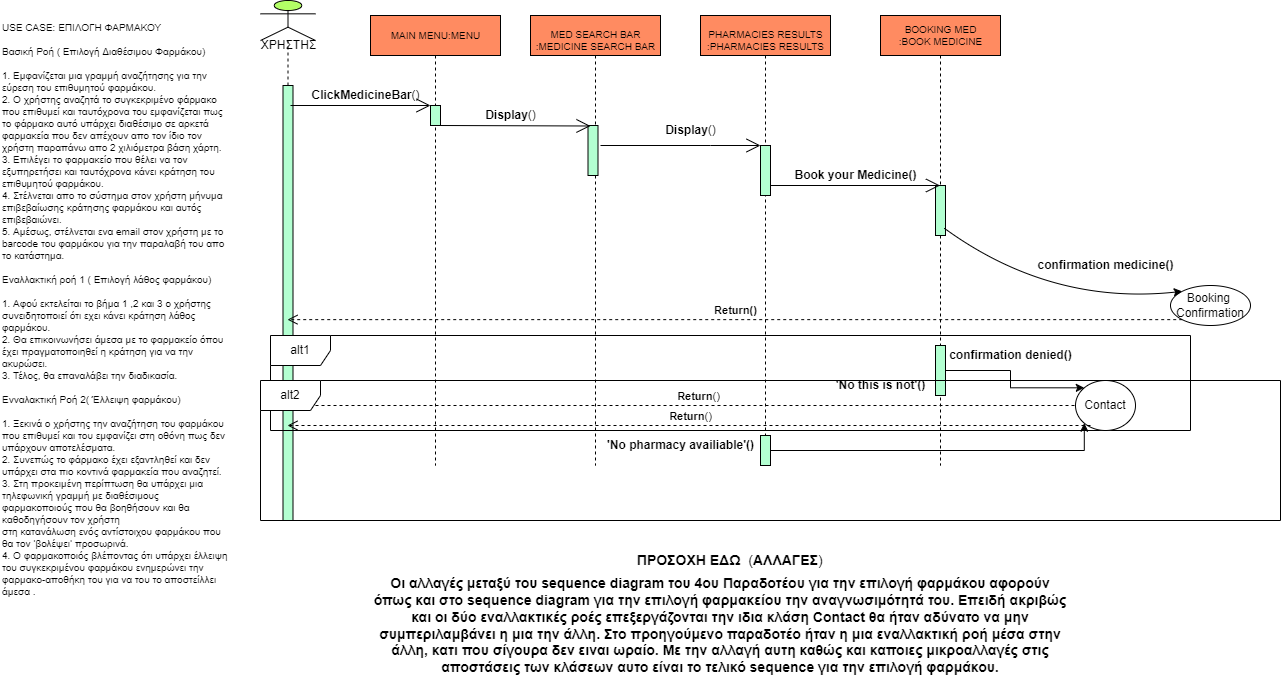 USE CASE: ΕΠΙΛΟΓΗ ΦΑΡΜΑΚΟΥ
Βασική Ροή ( Επιλογή Διαθέσιμου Φαρμάκου)
1. Εμφανίζεται μια γραμμή αναζήτησης για την
εύρεση του επιθυμητού φαρμάκου.
2. Ο χρήστης αναζητά το συγκεκριμένο φάρμακο
που επιθυμεί και ταυτόχρονα του εμφανίζεται πως
το φάρμακο αυτό υπάρχει διαθέσιμο σε αρκετά
φαρμακεία που δεν απέχουν απο τον ίδιο τον
χρήστη παραπάνω απο 2 χιλιόμετρα βάση χάρτη.
3. Επιλέγει το φαρμακείο που θέλει να τον
εξυπηρετήσει και ταυτόχρονα κάνει κράτηση του
επιθυμητού φαρμάκου.
4. Στέλνεται απο το σύστημα στον χρήστη μήνυμα
επιβεβαίωσης κράτησης φαρμάκου και αυτός
επιβεβαιώνει.
5. Αμέσως, στέλνεται ενα email στον χρήστη με το
barcode του φαρμάκου για την παραλαβή του απο
το κατάστημα.
Εναλλακτική ροή 1 ( Επιλογή λάθος φαρμάκου)
1. Αφού εκτελείται το βήμα 1 ,2 και 3 ο χρήστης
συνειδητοποιεί ότι εχει κάνει κράτηση λάθος
φαρμάκου.
2. Θα επικοινωνήσει άμεσα με το φαρμακείο όπου
έχει πραγματοποιηθεί η κράτηση για να την
ακυρώσει.
3. Τέλος, θα επαναλάβει την διαδικασία.
Ενναλακτική Ροή 2( Έλλειψη φαρμάκου)
1. Ξεκινά ο χρήστης την αναζήτηση του φαρμάκου
που επιθυμεί και του εμφανίζει στη οθόνη πως δεν
υπάρχουν αποτελέσματα.
2. Συνεπώς το φάρμακο έχει εξαντληθεί και δεν
υπάρχει στα πιο κοντινά φαρμακεία που αναζητεί.
3. Στη προκειμένη περίπτωση θα υπάρχει μια
τηλεφωνική γραμμή με διαθέσιμους
φαρμακοποιούς που θα βοηθήσουν και θα
καθοδηγήσουν τον χρήστη
στη κατανάλωση ενός αντίστοιχου φαρμάκου που
θα τον 'βολέψει' προσωρινά.
4. Ο φαρμακοποιός βλέποντας ότι υπάρχει έλλειψη
του συγκεκριμένου φαρμάκου ενημερώνει την
φαρμακο-αποθήκη του για να του το αποστείλλει
άμεσα .
ΧΡΗΣΤΗΣ
MAIN MENU:MENU
MED SEARCH BAR
:MEDICINE SEARCH BAR
PHARMACIES RESULTS
:PHARMACIES RESULTS
BOOKING MED
:BOOK MEDICINE
ClickMedicineBar()
Display()
Display()
Book your Medicine()
confirmation medicine()
Booking
Confirmation
Return()
alt1
confirmation denied()
'No this is not'()
alt2
Return()
Contact
Return()
'No pharmacy availiable'()
ΠΡΟΣΟΧΗ ΕΔΩ (ΑΛΛΑΓΕΣ)
Οι αλλαγές μεταξύ του sequence diagram του 4ου Παραδοτέου για την επιλογή φαρμάκου αφορούν
όπως και στο sequence diagram για την επιλογή φαρμακείου την αναγνωσιμότητά του. Επειδή ακριβώς
και οι δύο εναλλακτικές ροές επεξεργάζονται την ιδια κλάση Contact θα ήταν αδύνατο να μην
συμπεριλαμβάνει η μια την άλλη. Στο προηγούμενο παραδοτέο ήταν η μια εναλλακτική ροή μέσα στην
άλλη, κατι που σίγουρα δεν ειναι ωραίο. Με την αλλαγή αυτη καθώς και καποιες μικροαλλαγές στις
αποστάσεις των κλάσεων αυτο είναι το τελικό sequence για την επιλογή φαρμάκου.